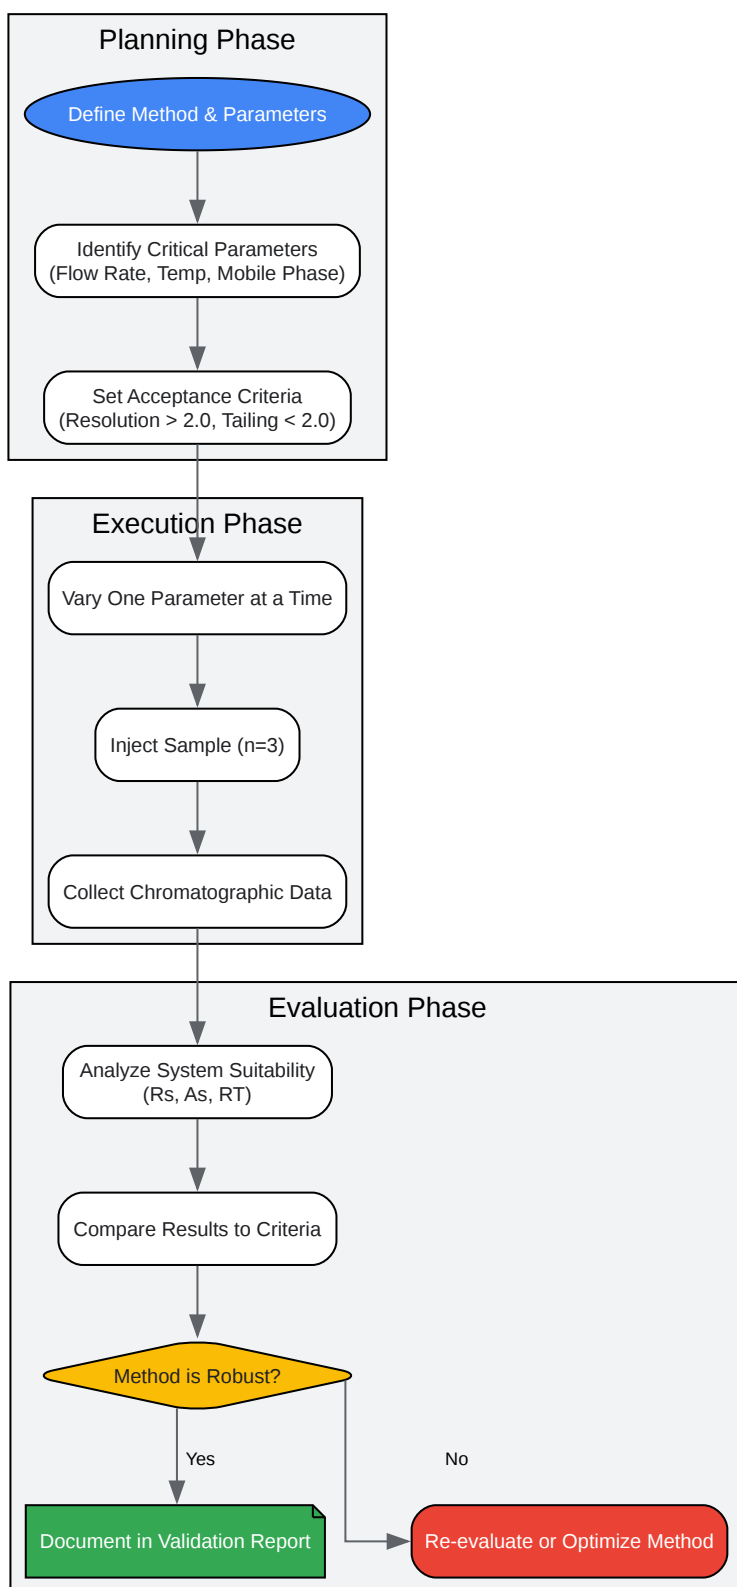 Planning Phase
Define Method & Parameters
Identify Critical Parameters
(Flow Rate, Temp, Mobile Phase)
Set Acceptance Criteria
(Resolution > 2.0, Tailing < 2.0)
Execution Phase
Vary One Parameter at a Time
Inject Sample (n=3)
Collect Chromatographic Data
Evaluation Phase
Analyze System Suitability
(Rs, As, RT)
Compare Results to Criteria
Method is Robust?
Yes
No
Document in Validation Report
Re-evaluate or Optimize Method